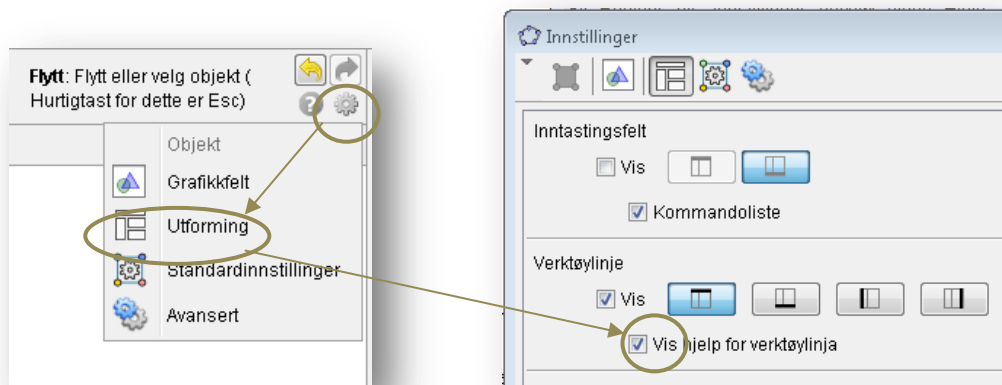 Flytt: Flytt eller velg objekt (
Hurtigtast for dette er Esc)
Objekt
Grafikkfelt
Utforming
Standardinnstillinger
Avansert
Innstillinger
Inntastingsfelt
Vis
Kommandoliste
Verktøylinje
Vis
Vis hjelp for verktøylinja